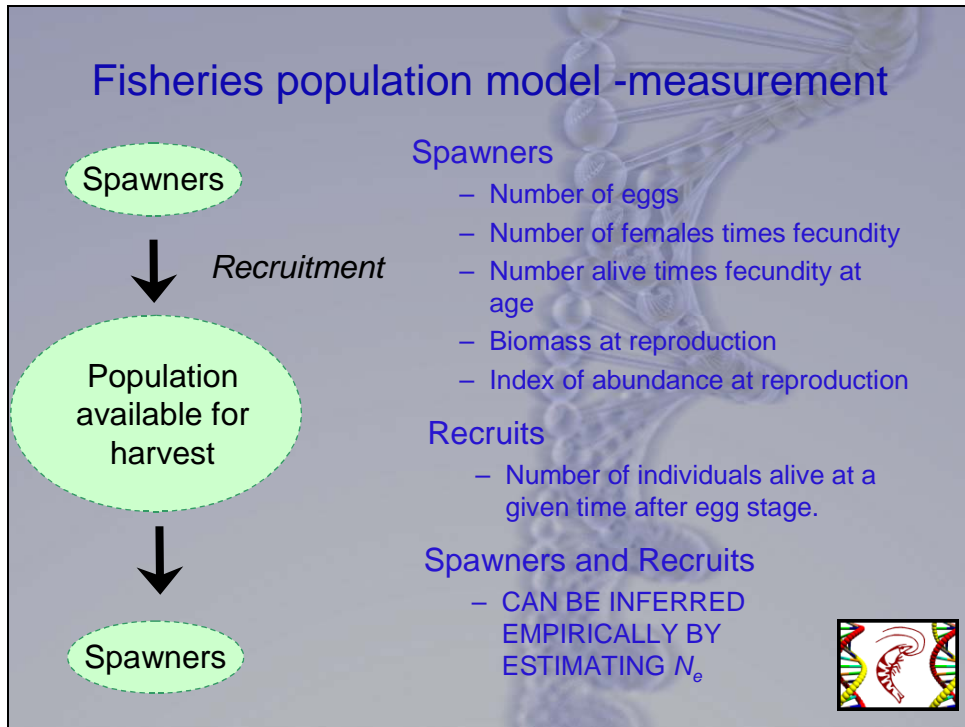 Fisheries population model -measurement
Spawners
Recruitment
Population
available for
harvest
Spawners
Spawners
– Number of eggs
– Number of females times fecundity
– Number alive times fecundity at
age
– Biomass at reproduction
– Index of abundance at reproduction
Recruits
– Number of individuals alive at a
given time after egg stage.
Spawners and Recruits
– CAN BE INFERRED
EMPIRICALLY BY
ESTIMATING Ne